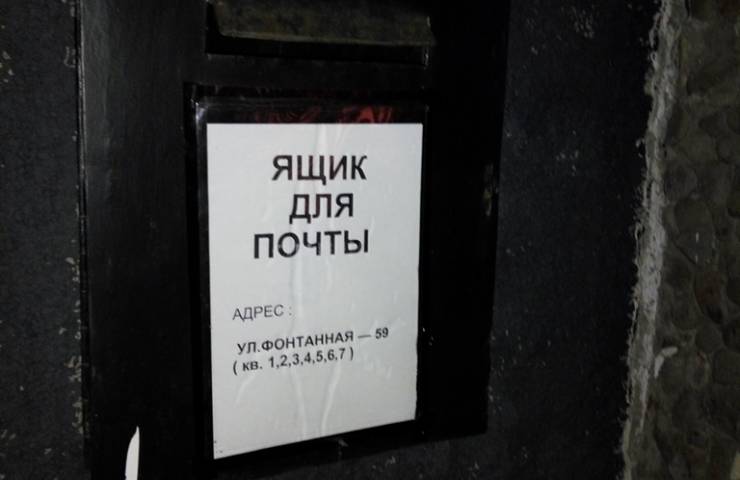 ЯЩИК
ДЛЯ
ПОЧТЫ
АДРЕС :
УЛ.ФОНТАННАЯ — 59
( кв. 1,2,3,4,5,6,7 )